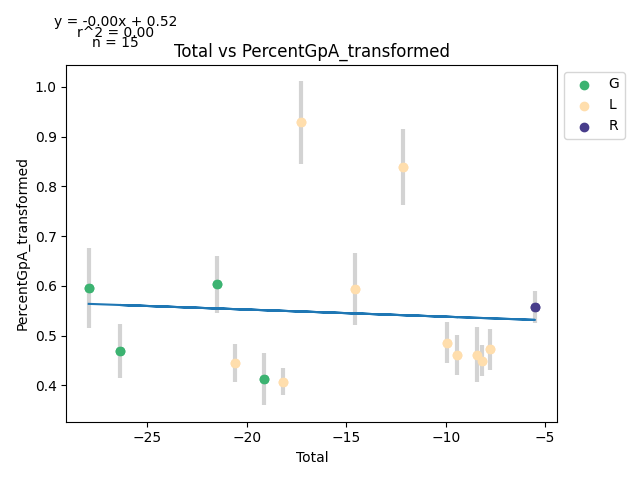 y = -0.00x + 0.52
r^2 = 0.00
n = 15
Total vs PercentGpA_transformed
G
L
R
PercentGpA_transformed
1.0
0.9
0.8
0.7
0.6
0.5
0.4
−25
−20
−15
−10
−5
Total